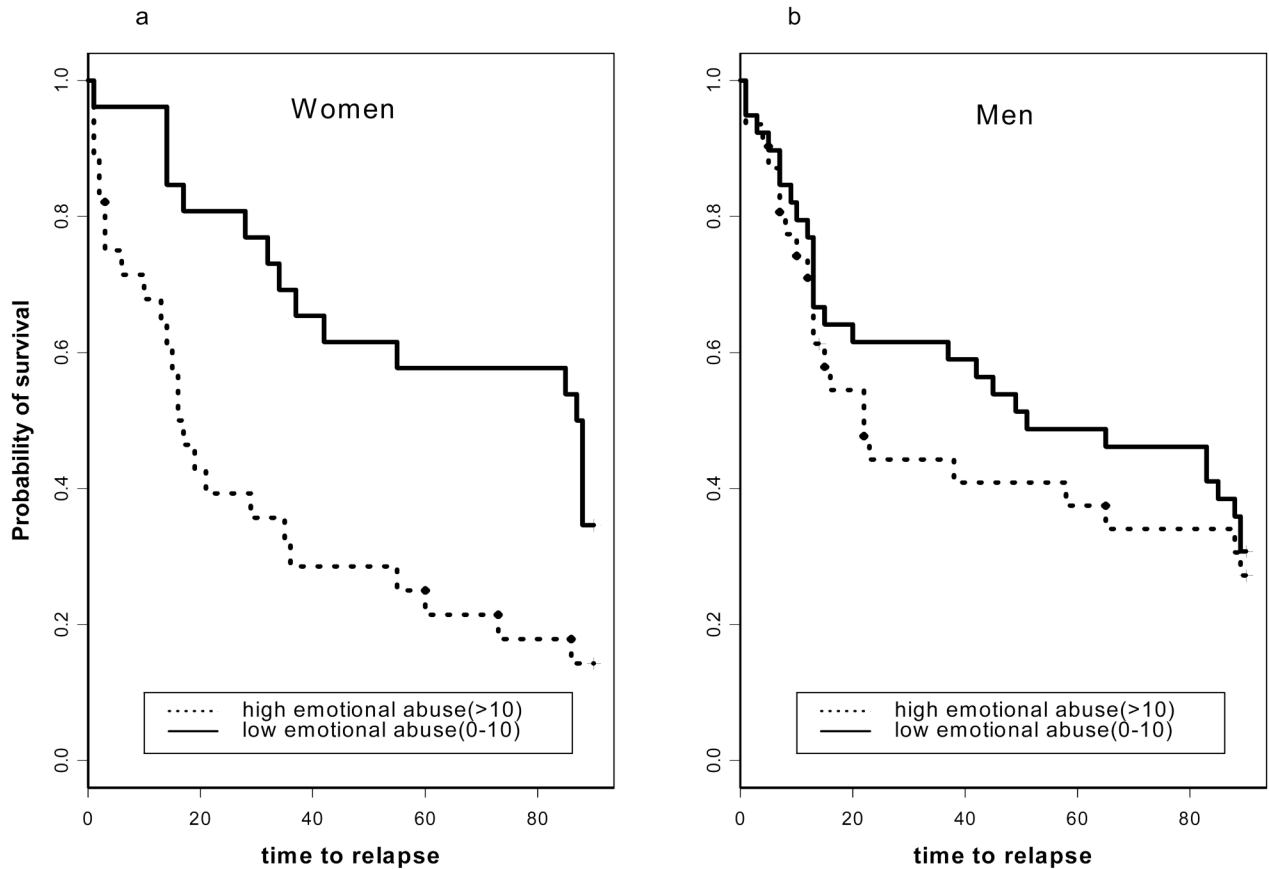 a
Women
Probability of survival
1.0
0.8
0.6
0.4
0.2
0.0
high emotional abuse(>10)
low emotional abuse(0-10)
0 20 40 60 80
time to relapse
b
Men
1.0
0.8
0.6
0.4
0.2
0.0
high emotional abuse(>10)
low emotional abuse(0-10)
0 20 40 60 80
time to relapse